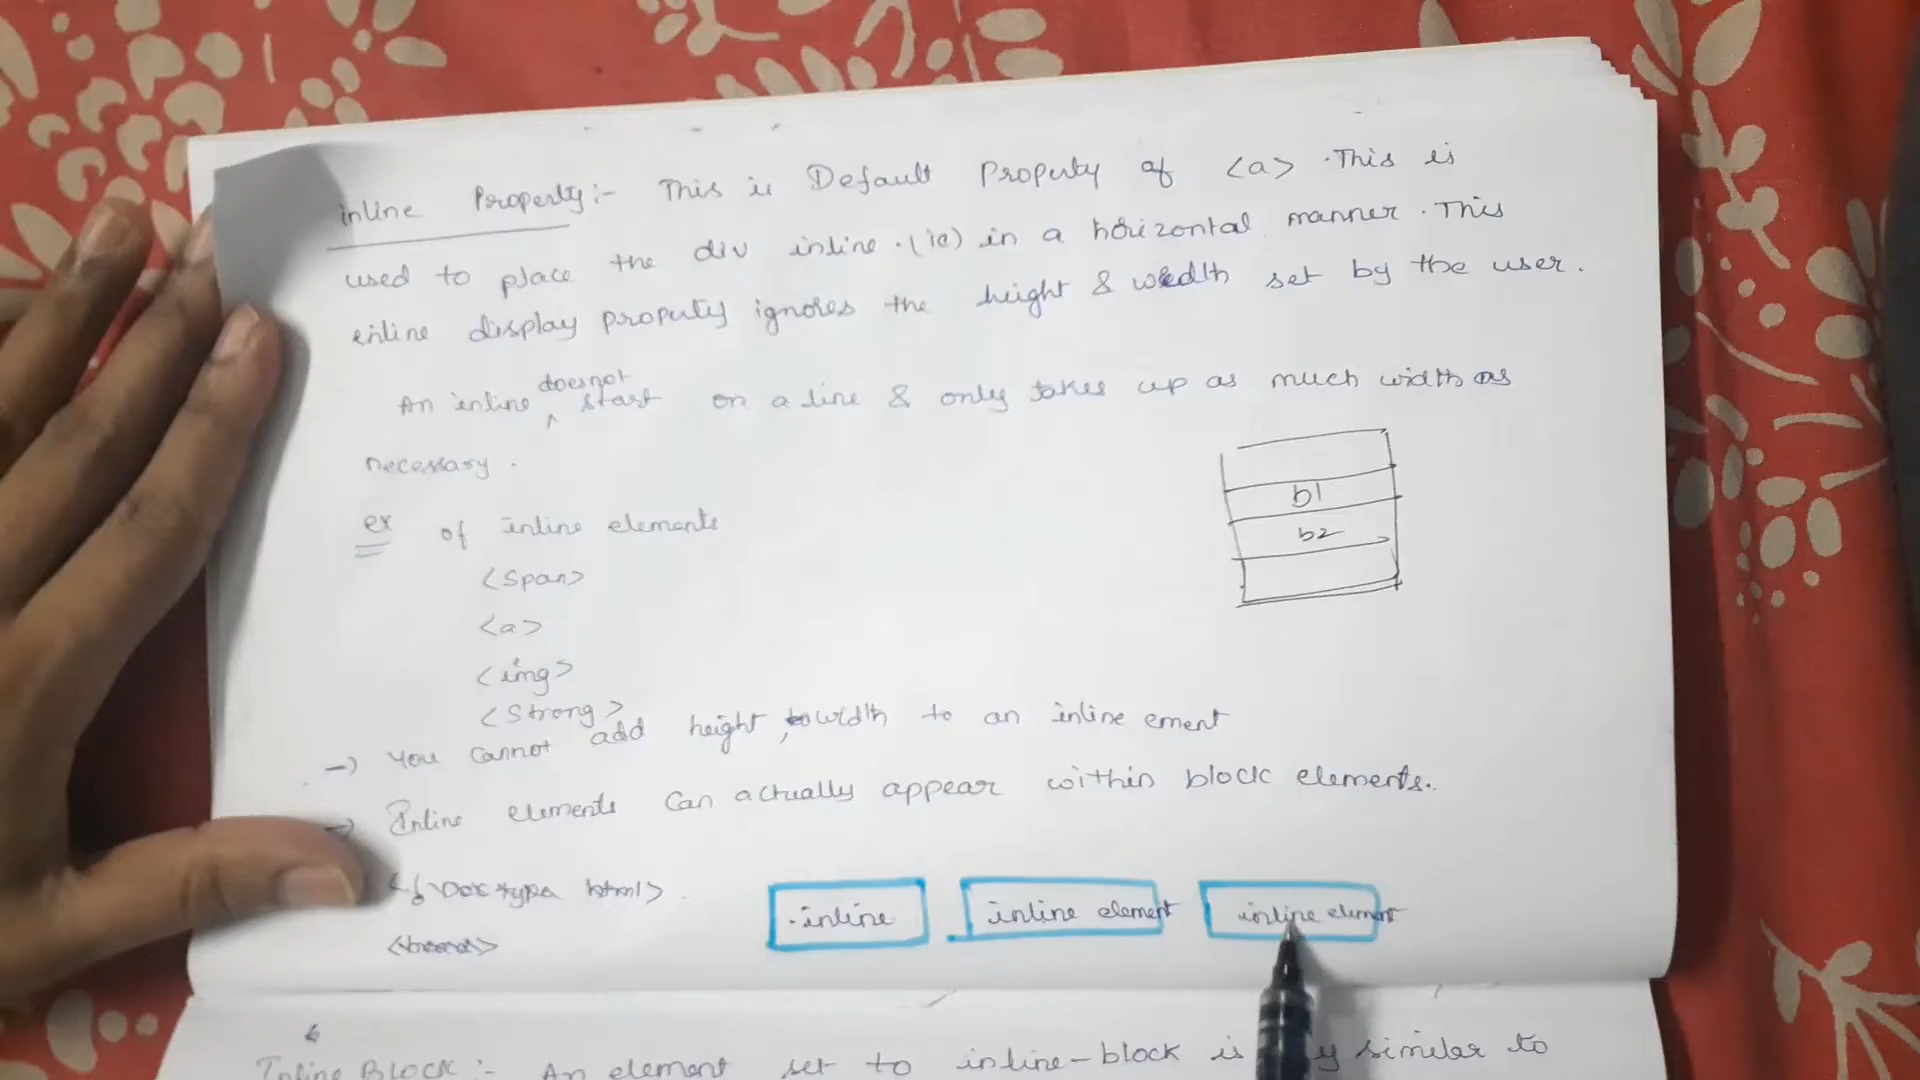 inline Property:- This is Default Property of <a>. This is
used to place the div inline. (ie) in a horizontal manner. This
inline display property ignores the height & width set by the user.
An inline doesnot start on a line & only takes up as much width as
necessary.
b1
b2
ex of inline elements
<span>
<a>
<img>
<Strong>
→ You cannot add height, width to an inline ement
→ Inline elements can actually appear within block elements.
Doctype html>
inline inline element inline element
Inline Block:- An element set to inline-block is similar to